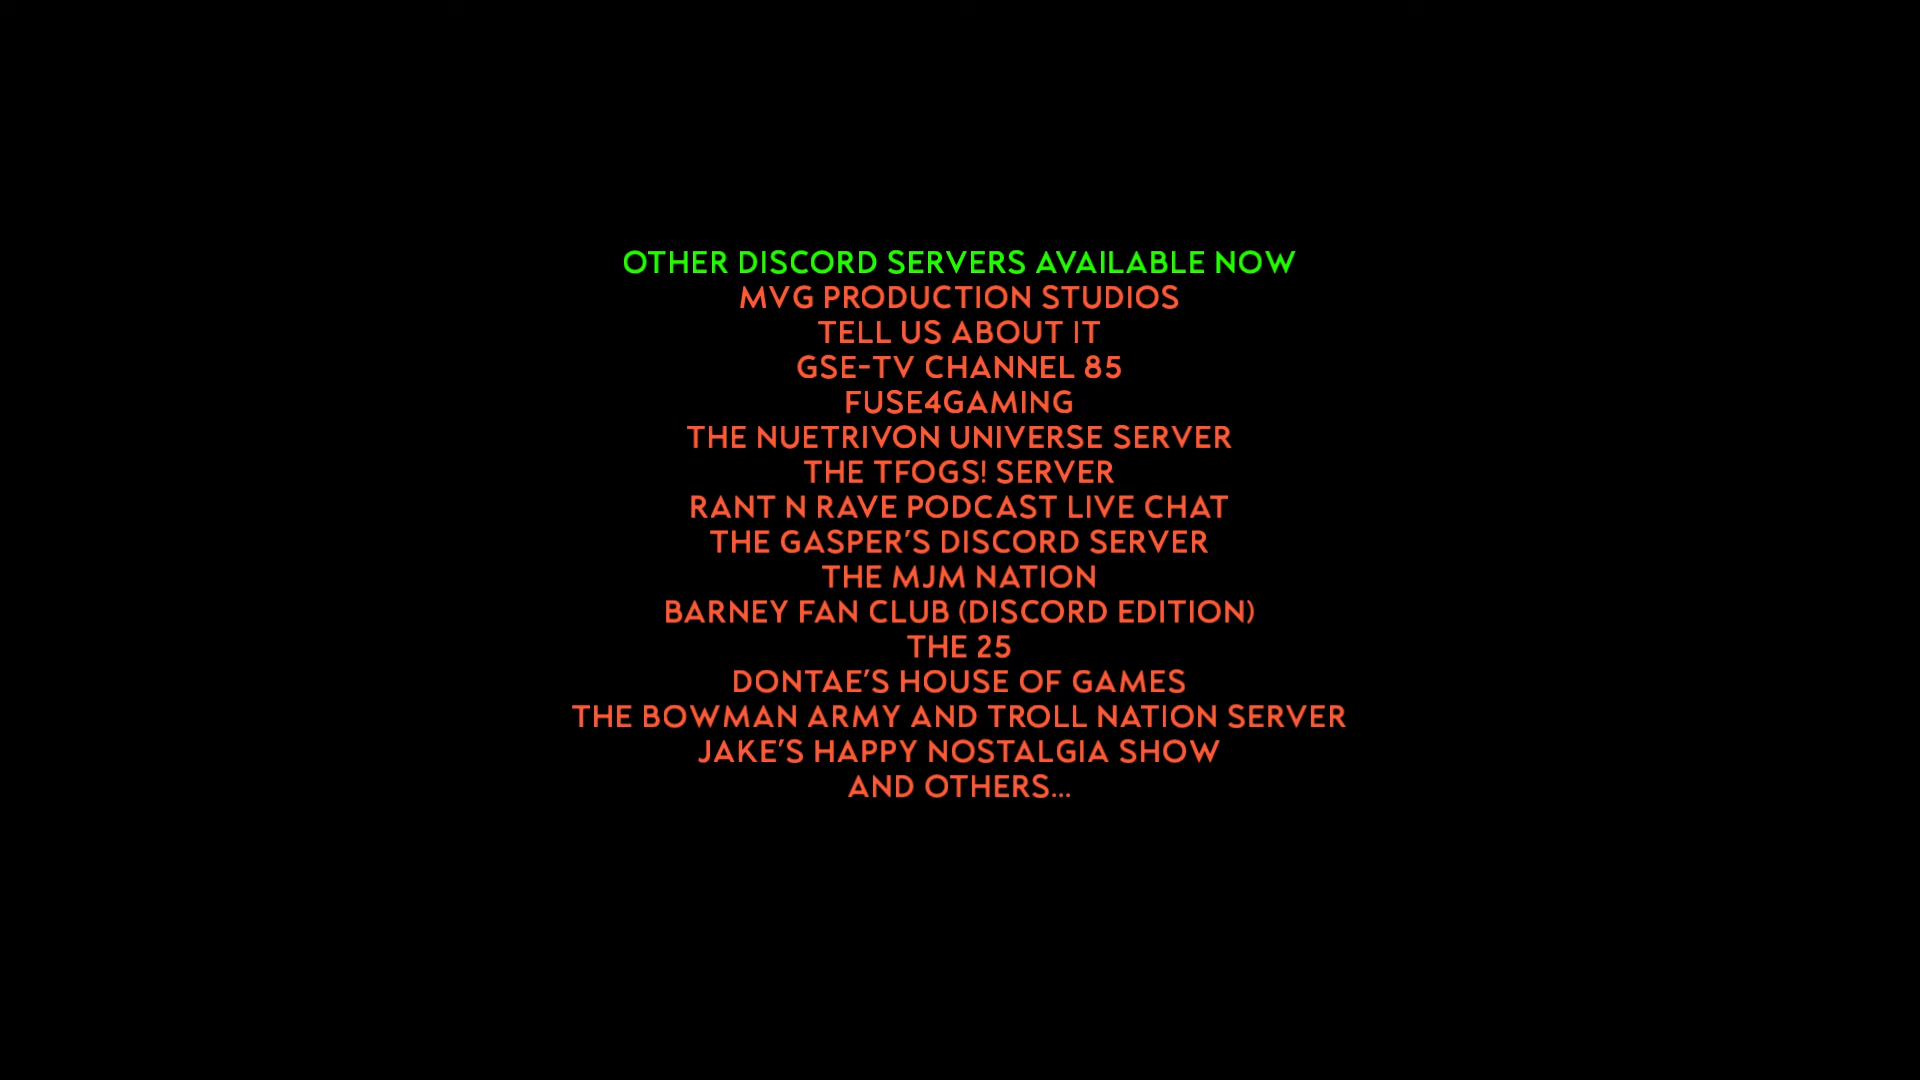 OTHER DISCORD SERVERS AVAILABLE NOW
MVG PRODUCTION STUDIOS
TELL US ABOUT IT
GSE-TV CHANNEL 85
FUSE4GAMING
THE NUETRIVON UNIVERSE SERVER
THE TFOGS! SERVER
RANT N RAVE PODCAST LIVE CHAT
THE GASPER'S DISCORD SERVER
THE MJM NATION
BARNEY FAN CLUB (DISCORD EDITION)
THE 25
DONTAE'S HOUSE OF GAMES
THE BOWMAN ARMY AND TROLL NATION SERVER
JAKE'S HAPPY NOSTALGIA SHOW
AND OTHERS...